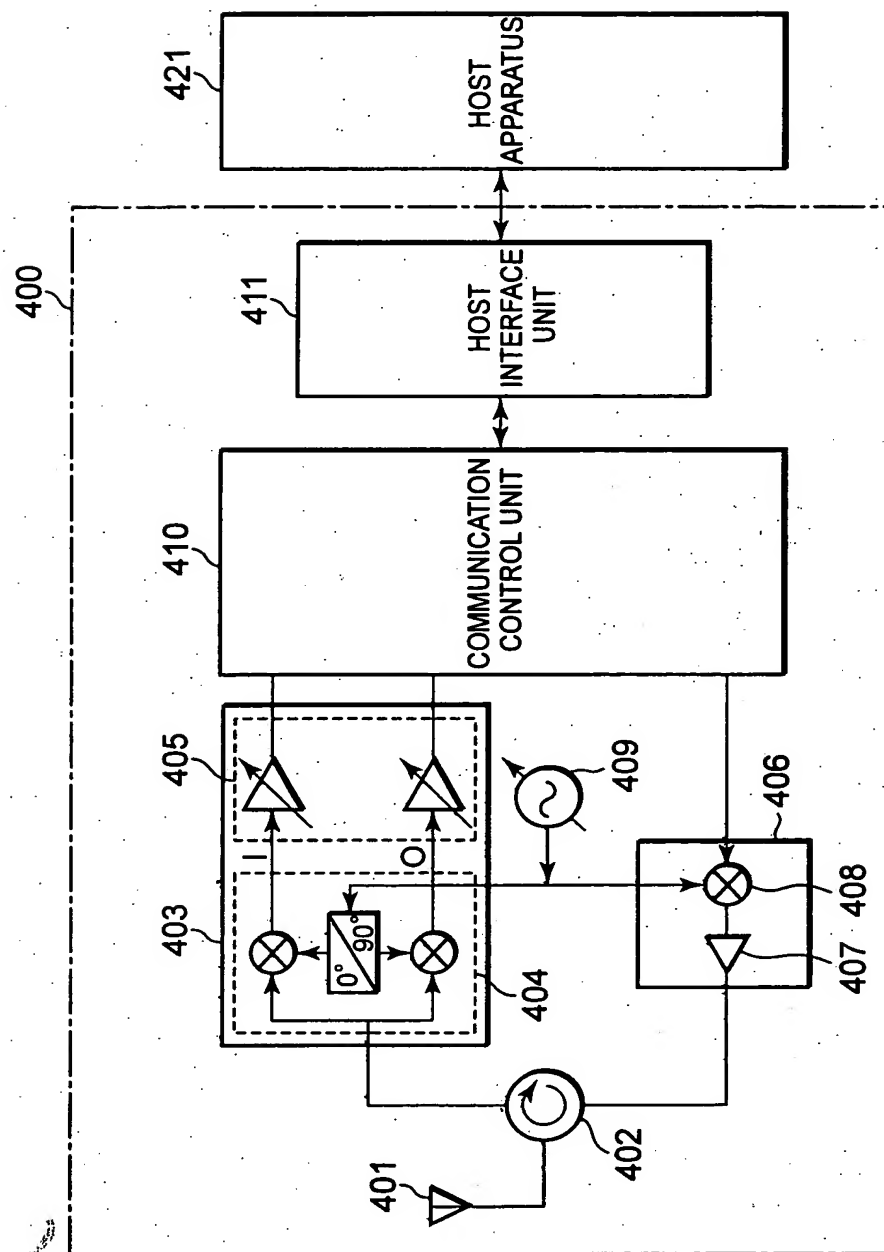 400
421
HOST
APPARATUS
411
HOST
INTERFACE
UNIT
410
COMMUNICATION
CONTROL UNIT
405
403
I
O
0°
90°
404
409
406
408
407
402
401